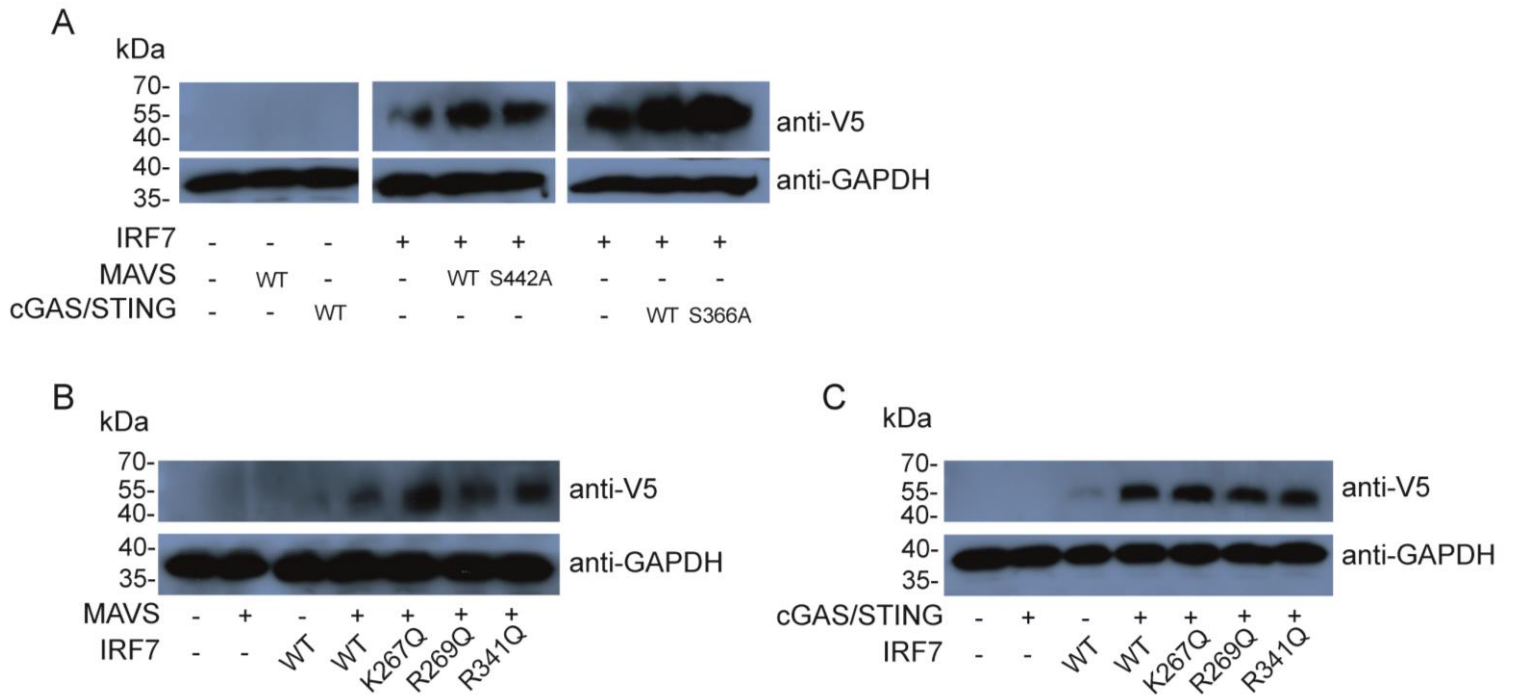 A
kDa
70-
55- anti-V5
40-
40- anti-GAPDH
35-
IRF7 - - - + + + + + +
MAVS - WT - - WT S442A - - -
cGAS/STING - - WT - - - - WT S366A
B
kDa
70-
55- anti-V5
40-
40- anti-GAPDH
35-
MAVS - + - + + + +
IRF7 - - WT WT K267Q R269Q R341Q
C
kDa
70-
55- anti-V5
40-
40- anti-GAPDH
35-
cGAS/STING - + - + + + +
IRF7 - - WT WT K267Q R269Q R341Q